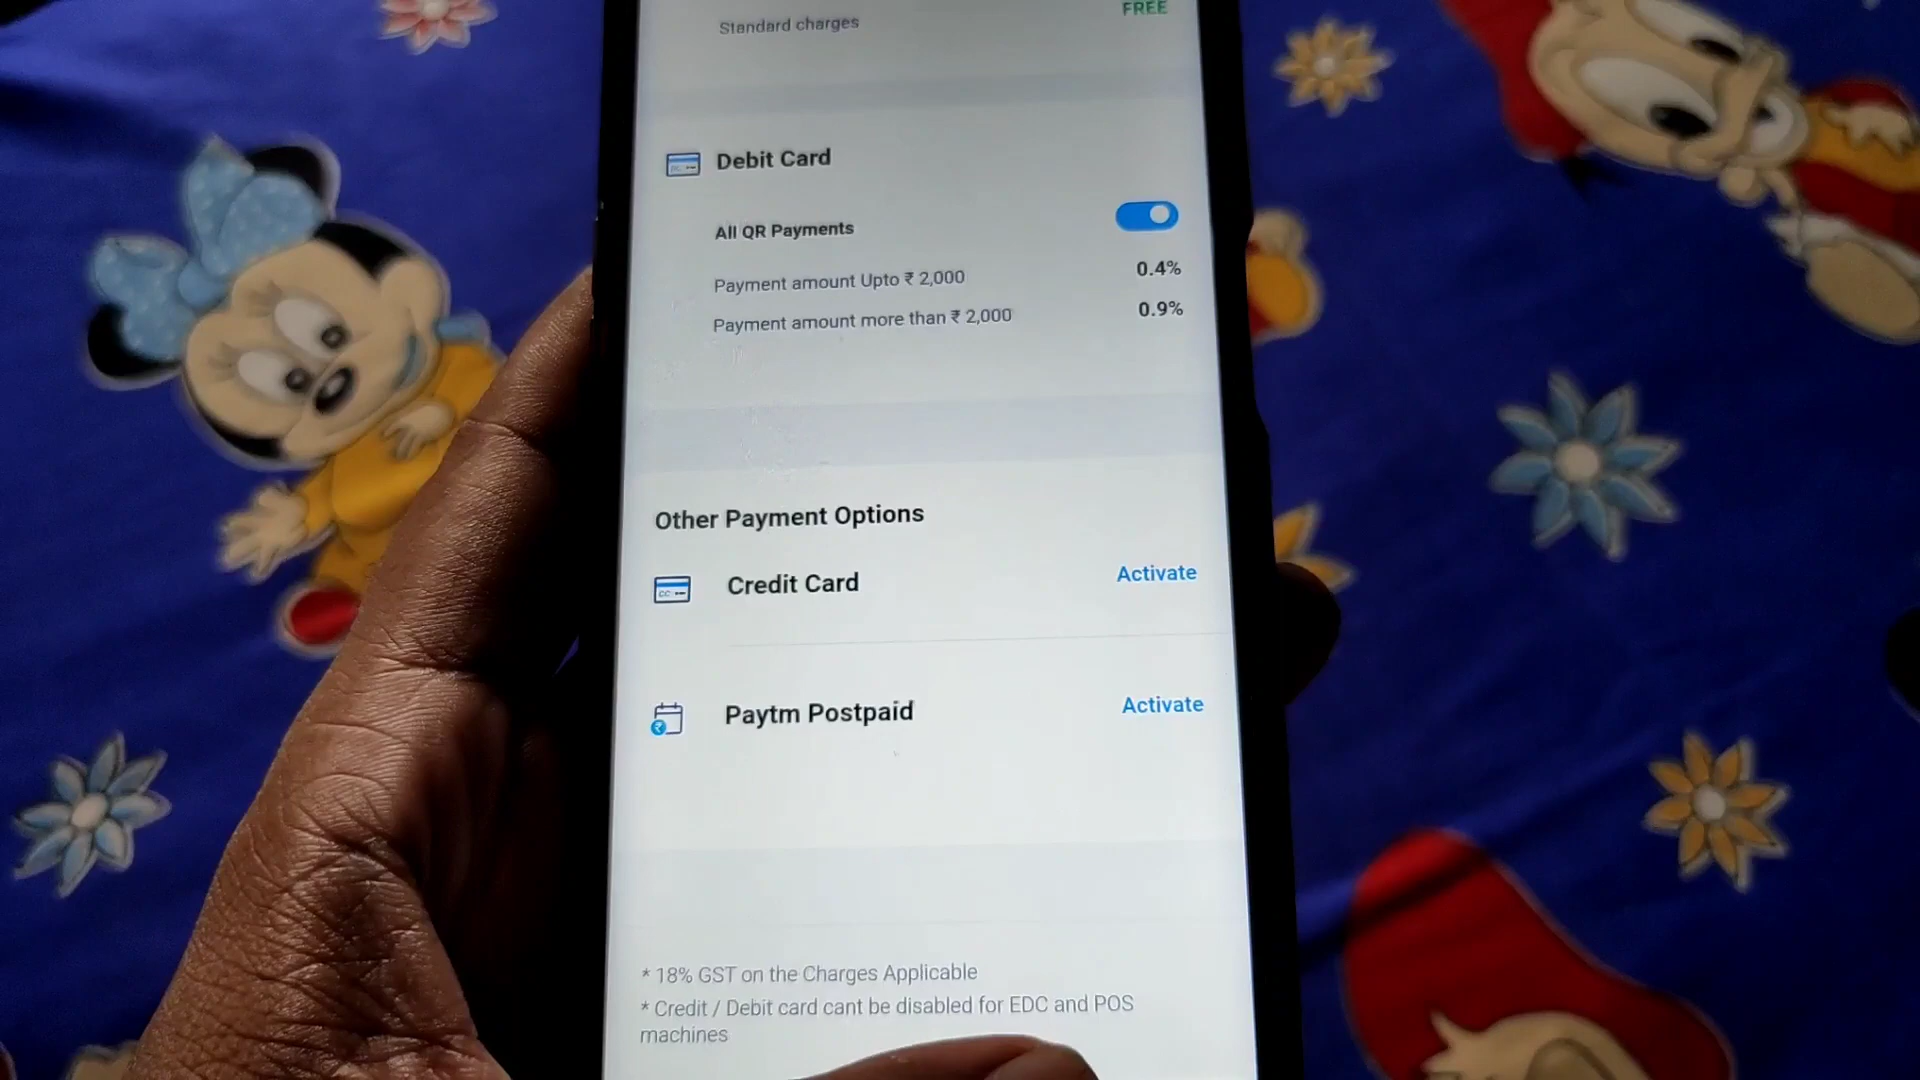 FREE
Standard charges
Debit Card
All QR Payments
Payment amount Upto ₹ 2,000 0.4%
Payment amount more than ₹ 2,000 0.9%
Other Payment Options
CC
Credit Card Activate
₹
Paytm Postpaid Activate
* 18% GST on the Charges Applicable
* Credit / Debit card cant be disabled for EDC and POS
machines